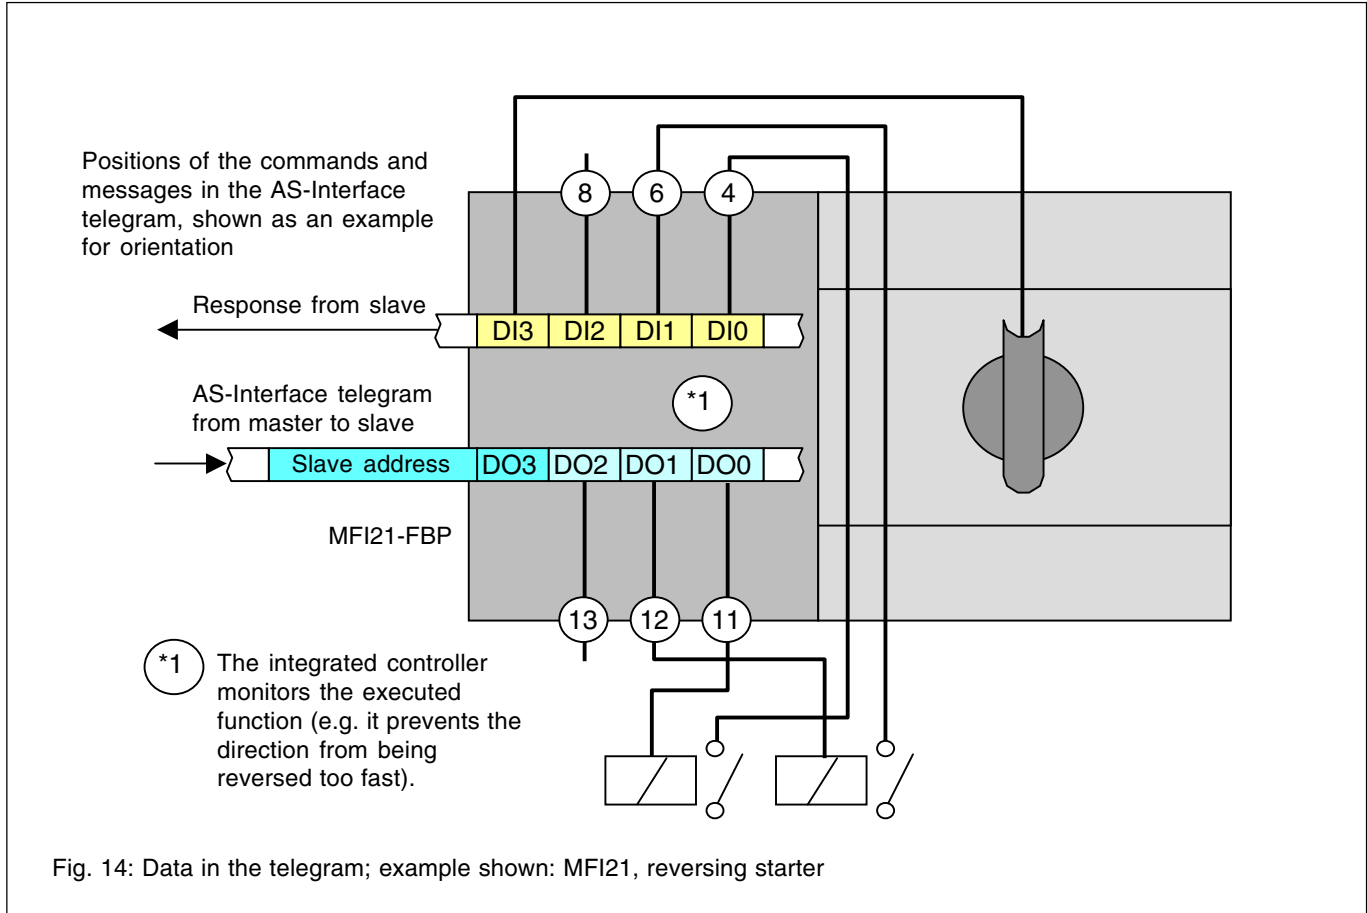 Positions of the commands and
messages in the AS-Interface
telegram, shown as an example
for orientation
8
6
4
Response from slave
DI3 DI2 DI1 DI0
AS-Interface telegram
from master to slave
*1
Slave address DO3 DO2 DO1 DO0
MFI21-FBP
13
12
11
*1 The integrated controller
monitors the executed
function (e.g. it prevents the
direction from being
reversed too fast).
Fig. 14: Data in the telegram; example shown: MFI21, reversing starter